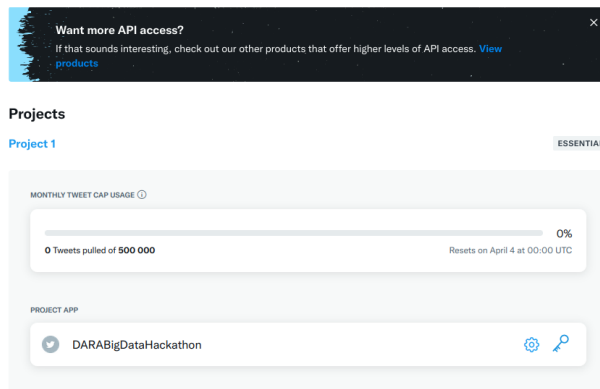 Want more API access?
If that sounds interesting, check out our other products that offer higher levels of API access. View
products
Projects
Project 1
ESSENTIAL
MONTHLY TWEET CAP USAGE
0%
0 Tweets pulled of 500 000
Resets on April 4 at 00:00 UTC
PROJECT APP
DARABigDataHackathon